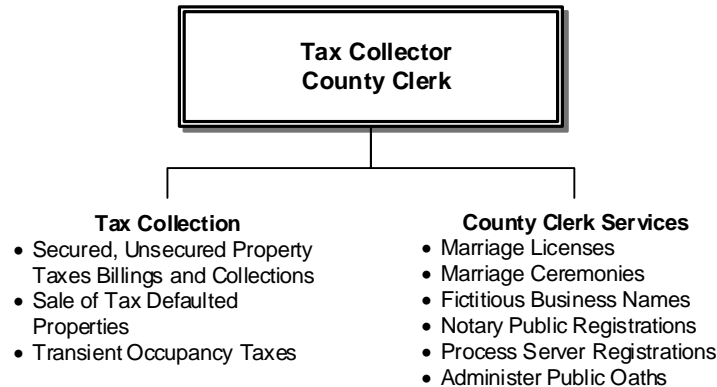 Tax Collector
County Clerk
Tax Collection
• Secured, Unsecured Property
Taxes Billings and Collections
• Sale of Tax Defaulted
Properties
• Transient Occupancy Taxes
County Clerk Services
• Marriage Licenses
• Marriage Ceremonies
• Fictitious Business Names
• Notary Public Registrations
• Process Server Registrations
• Administer Public Oaths